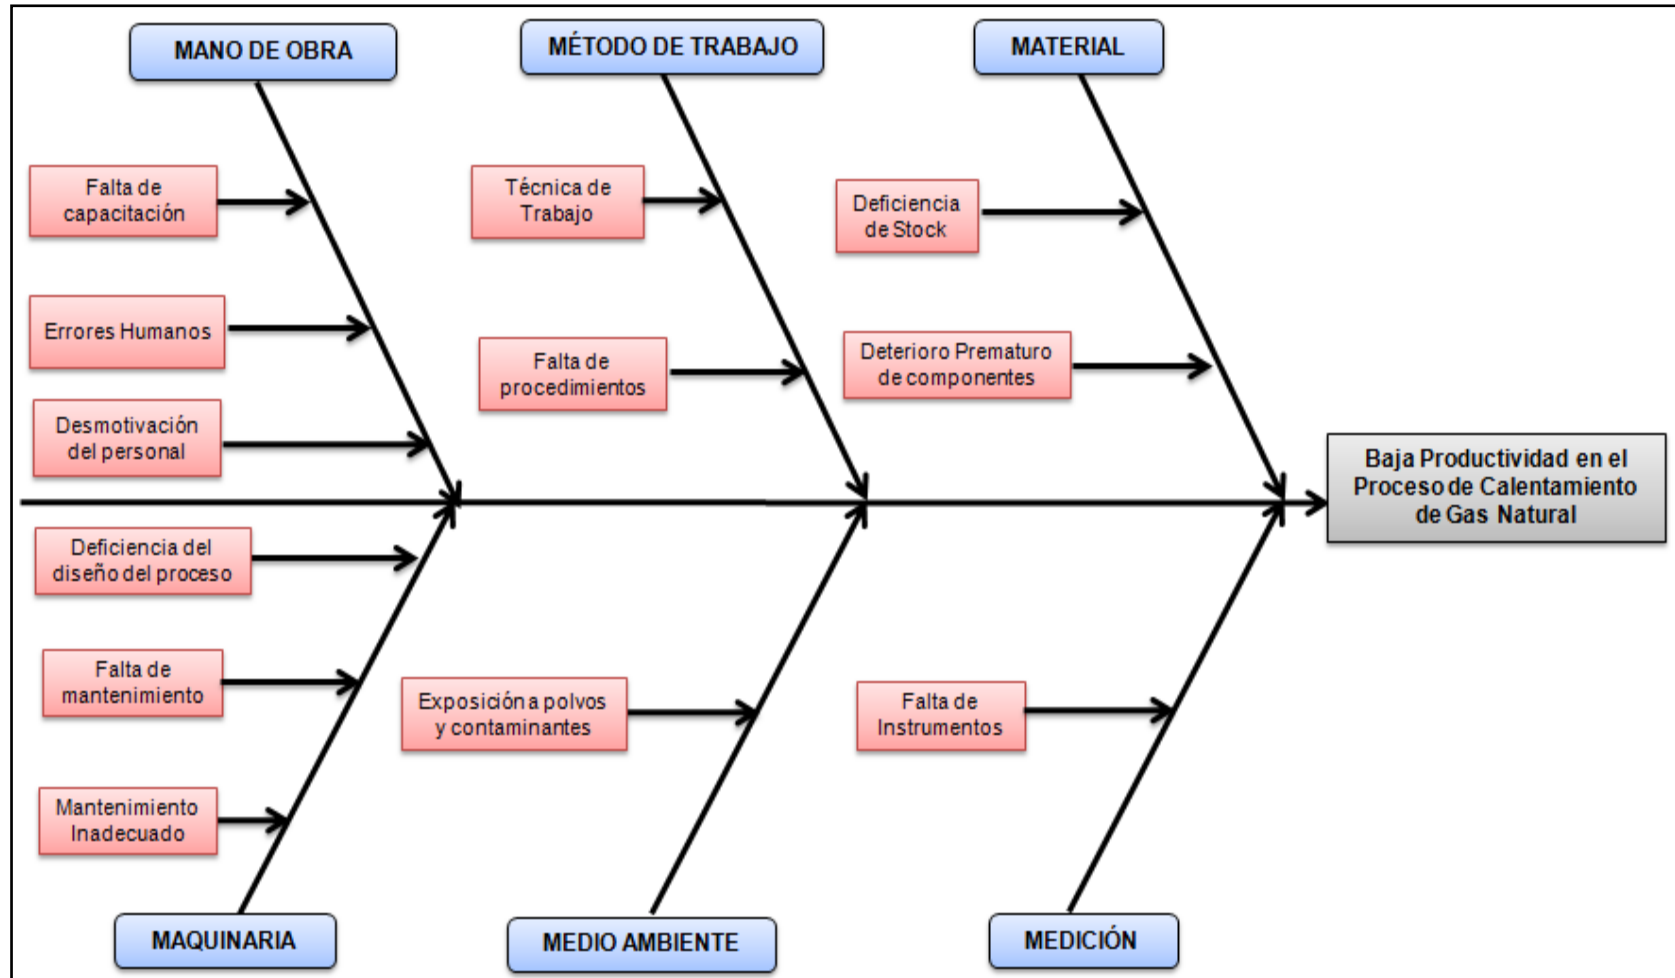 MANO DE OBRA
MÉTODO DE TRABAJO
MATERIAL
Falta de
capacitación
Técnica de
Trabajo
Deficiencia
de Stock
Errores Humanos
Falta de
procedimientos
Deterioro Prematuro
de componentes
Desmotivación
del personal
Baja Productividad en el
Proceso de Calentamiento
de Gas Natural
Deficiencia del
diseño del proceso
Falta de
mantenimiento
Exposición a polvos
y contaminantes
Falta de
Instrumentos
Mantenimiento
Inadecuado
MAQUINARIA
MEDIO AMBIENTE
MEDICIÓN